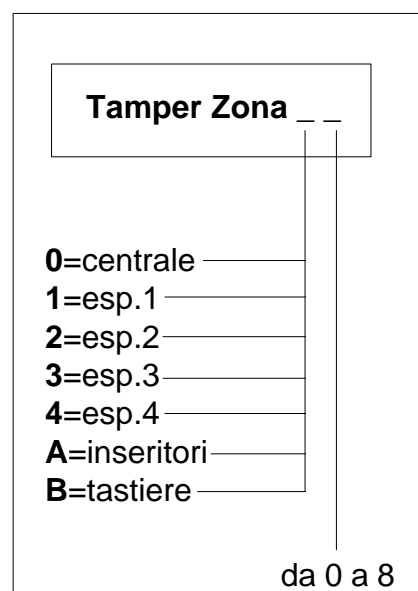 Tamper Zona _ _
0=centrale
1=esp.1
2=esp.2
3=esp.3
4=esp.4
A=inseritori
B=tastiere
da 0 a 8